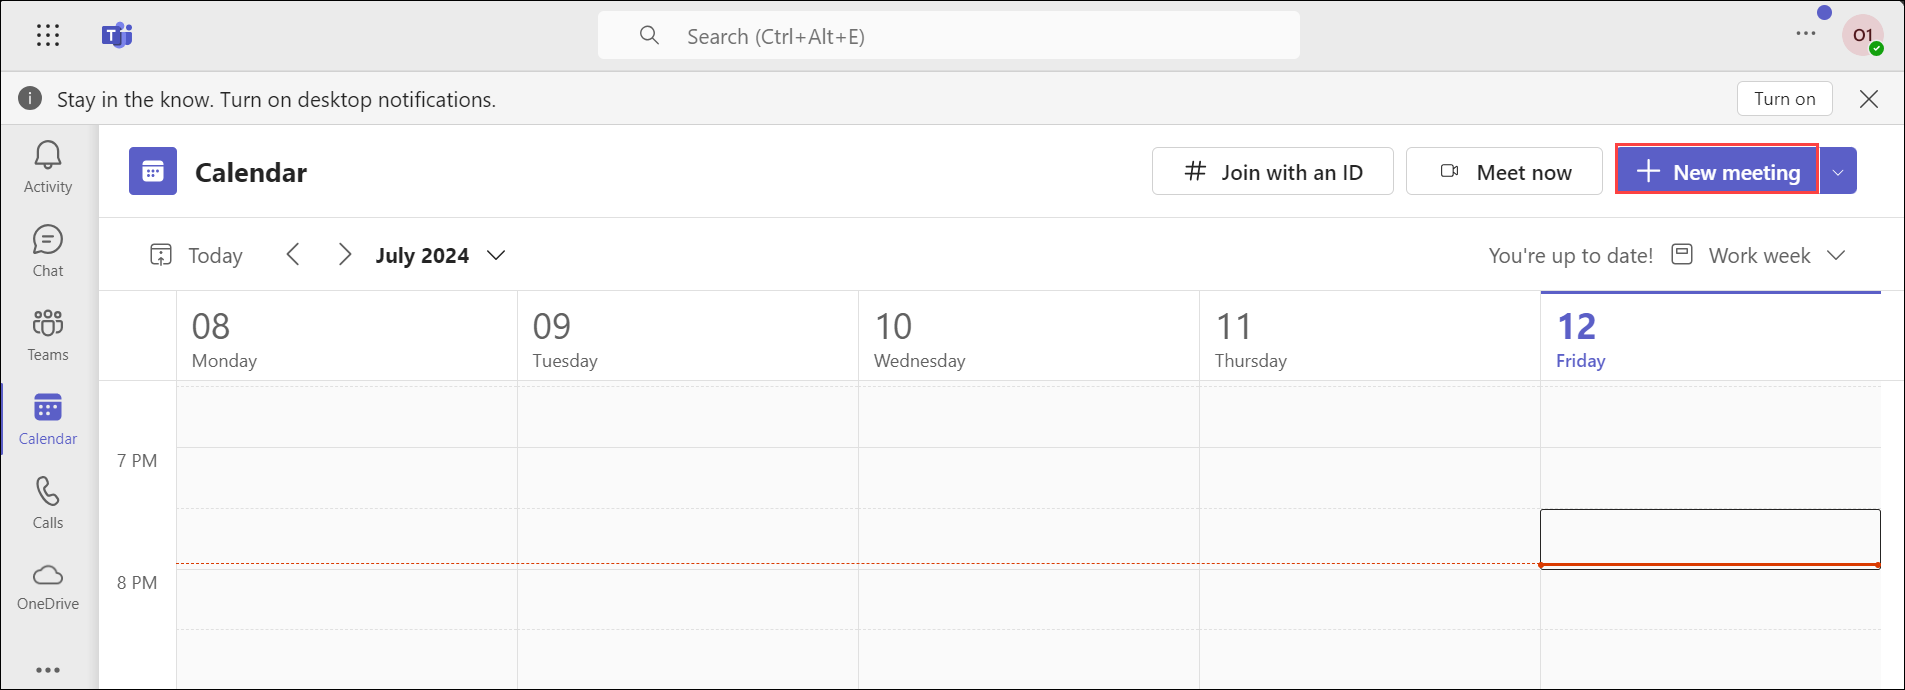 T
Search (Ctrl+Alt+E)
O1
Stay in the know. Turn on desktop notifications.
Turn on
Activity
Chat
Teams
Calendar
Calls
OneDrive
Calendar
Join with an ID
Meet now
New meeting
Today
July 2024
You're up to date!
Work week
08
Monday
09
Tuesday
10
Wednesday
11
Thursday
12
Friday
7 PM
8 PM